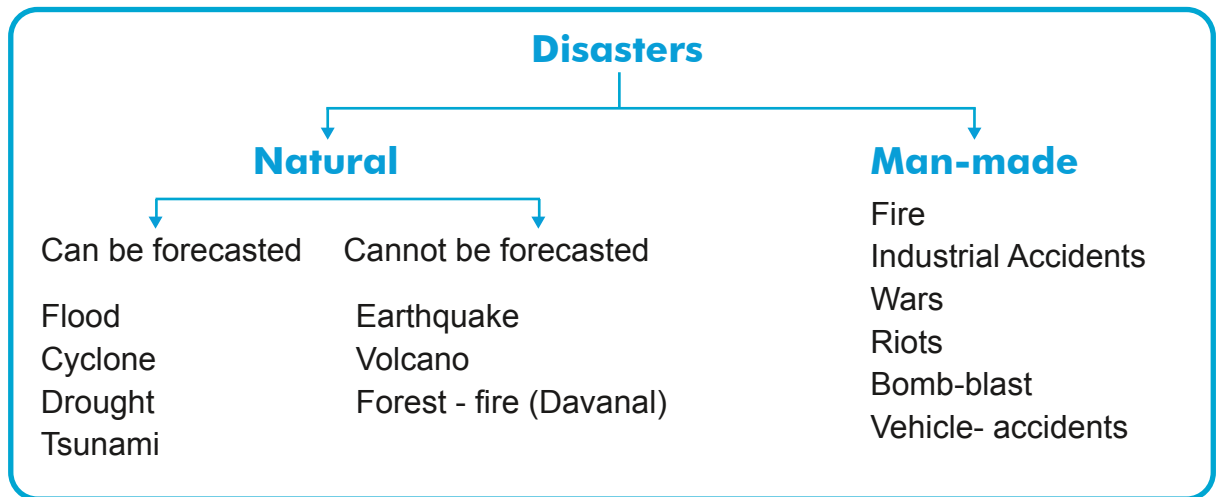 Disasters
Natural
Man-made
Can be forecasted
Cannot be forecasted
Flood
Cyclone
Drought
Tsunami
Earthquake
Volcano
Forest - fire (Davanal)
Fire
Industrial Accidents
Wars
Riots
Bomb-blast
Vehicle- accidents